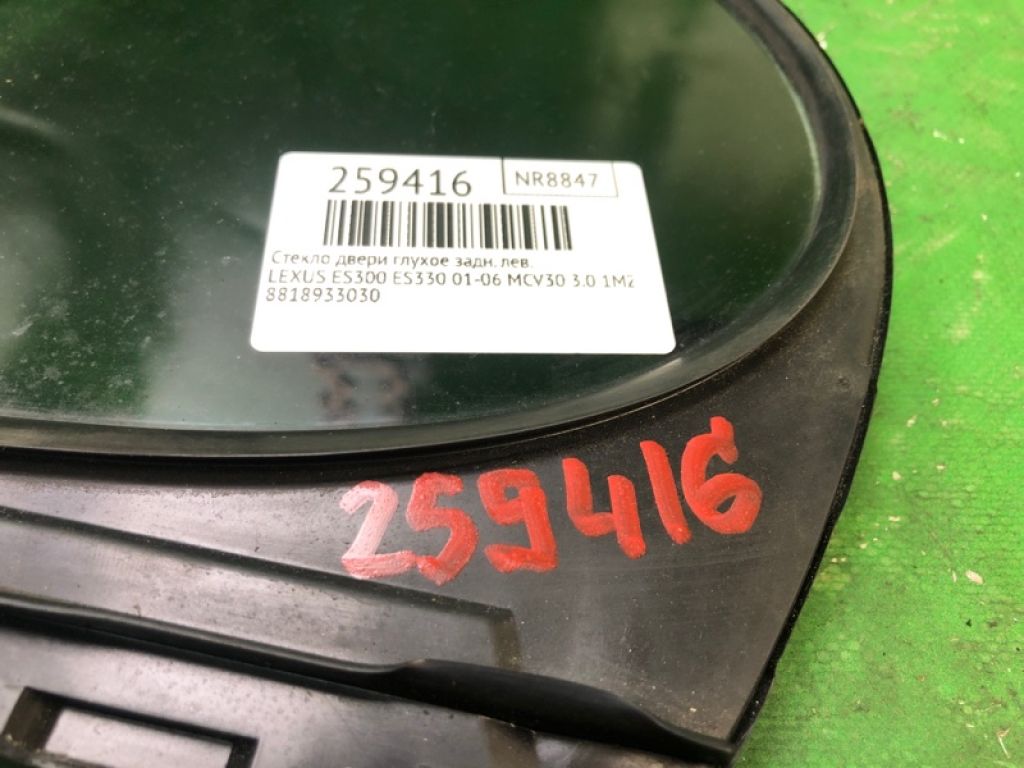 259416 NR8847
Стекло двери глухое задн. лев.
LEXUS ES300 ES330 01-06 MCV30 3.0 1MZ
8818933030
259416